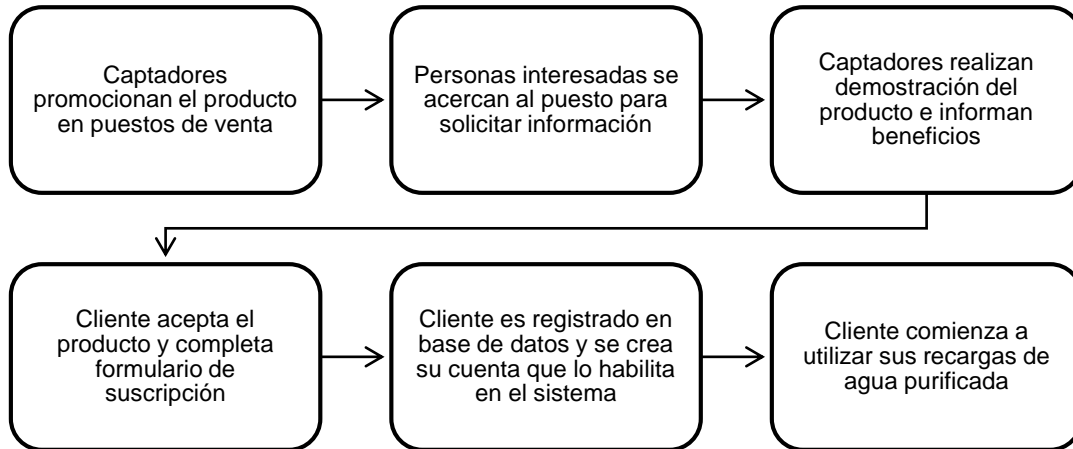 Captadores
promocionan el producto
en puestos de venta
Personas interesadas se
acercan al puesto para
solicitar información
Captadores realizan
demostración del
producto e informan
beneficios
Cliente acepta el
producto y completa
formulario de
suscripción
Cliente es registrado en
base de datos y se crea
su cuenta que lo habilita
en el sistema
Cliente comienza a
utilizar sus recargas de
agua purificada